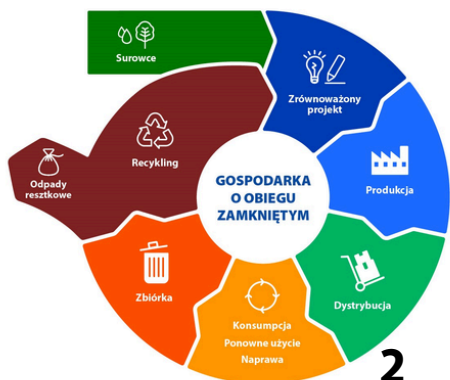 Surowce
Zrównoważony
projekt
Recykling
Odpady
resztkowe
GOSPODARKA
O OBIEGU
ZAMKNIĘTYM
Produkcja
Zbiórka
Dystrybucja
Konsumpcja
Ponowne użycie
Naprawa
2